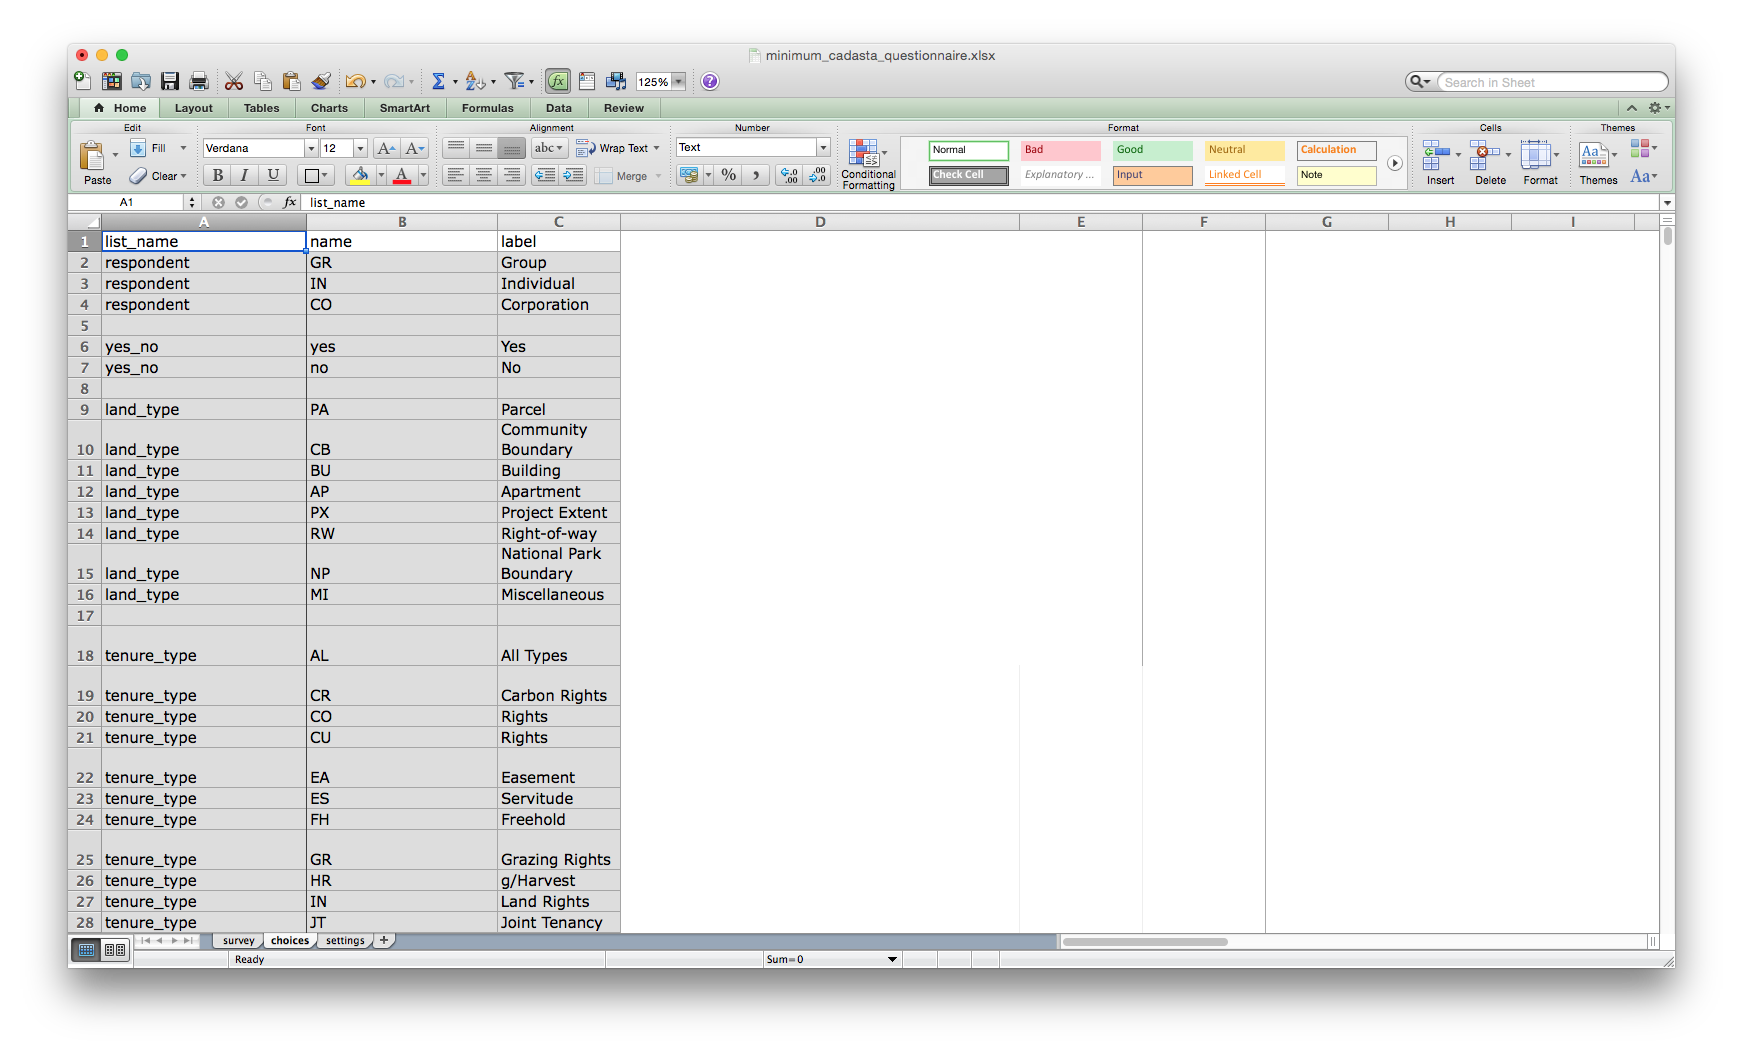 minimum_cadasta_questionnaire.xlsx
125%
Search in Sheet
Home Layout Tables Charts SmartArt Formulas Data Review
Edit Font Alignment Number Format Cells Themes
Fill Verdana 12 A A abc Wrap Text Text Normal Bad Good Neutral Calculation
Paste Clear B I U A Merge % , .0 .00 .00 .0 Conditional Formatting Check Cell Explanatory ... Input Linked Cell Note Insert Delete Format Themes Aa
A1 fx list_name
A B C D E F G H I
1 list_name name label
2 respondent GR Group
3 respondent IN Individual
4 respondent CO Corporation
5
6 yes_no yes Yes
7 yes_no no No
8
9 land_type PA Parcel
Community
10 land_type CB Boundary
11 land_type BU Building
12 land_type AP Apartment
13 land_type PX Project Extent
14 land_type RW Right-of-way
National Park
15 land_type NP Boundary
16 land_type MI Miscellaneous
17
18 tenure_type AL All Types
19 tenure_type CR Carbon Rights
20 tenure_type CO Rights
21 tenure_type CU Rights
22 tenure_type EA Easement
23 tenure_type ES Servitude
24 tenure_type FH Freehold
25 tenure_type GR Grazing Rights
26 tenure_type HR g/Harvest
27 tenure_type IN Land Rights
28 tenure_type JT Joint Tenancy
survey choices settings +
Ready Sum=0